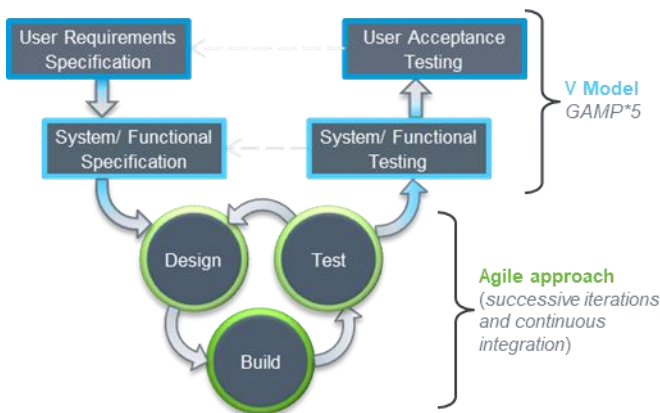 User Requirements
Specification
User Acceptance
Testing
V Model
GAMP*5
System/ Functional
Specification
System/ Functional
Testing
Design
Test
Build
Agile approach
(successive iterations
and continuous
integration)